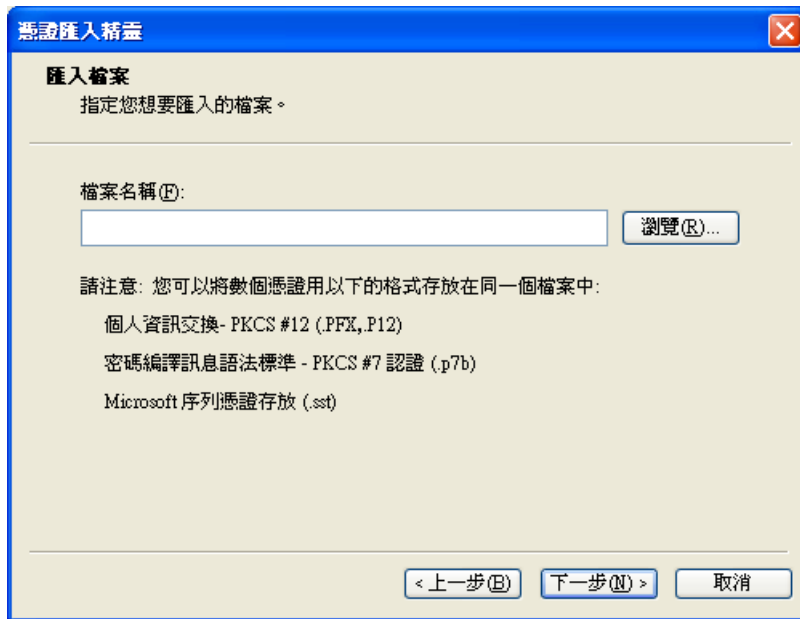 憑證匯入精靈
匯入檔案
指定您想要匯入的檔案。
檔案名稱(F):
瀏覽(R)...
請注意: 您可以將數個憑證用以下的格式存放在同一個檔案中:
個人資訊交換- PKCS #12 (.PFX,.P12)
密碼編譯訊息語法標準 - PKCS #7 認證 (.p7b)
Microsoft 序列憑證存放 (.sst)
< 上一步(B)
下一步(N) >
取消